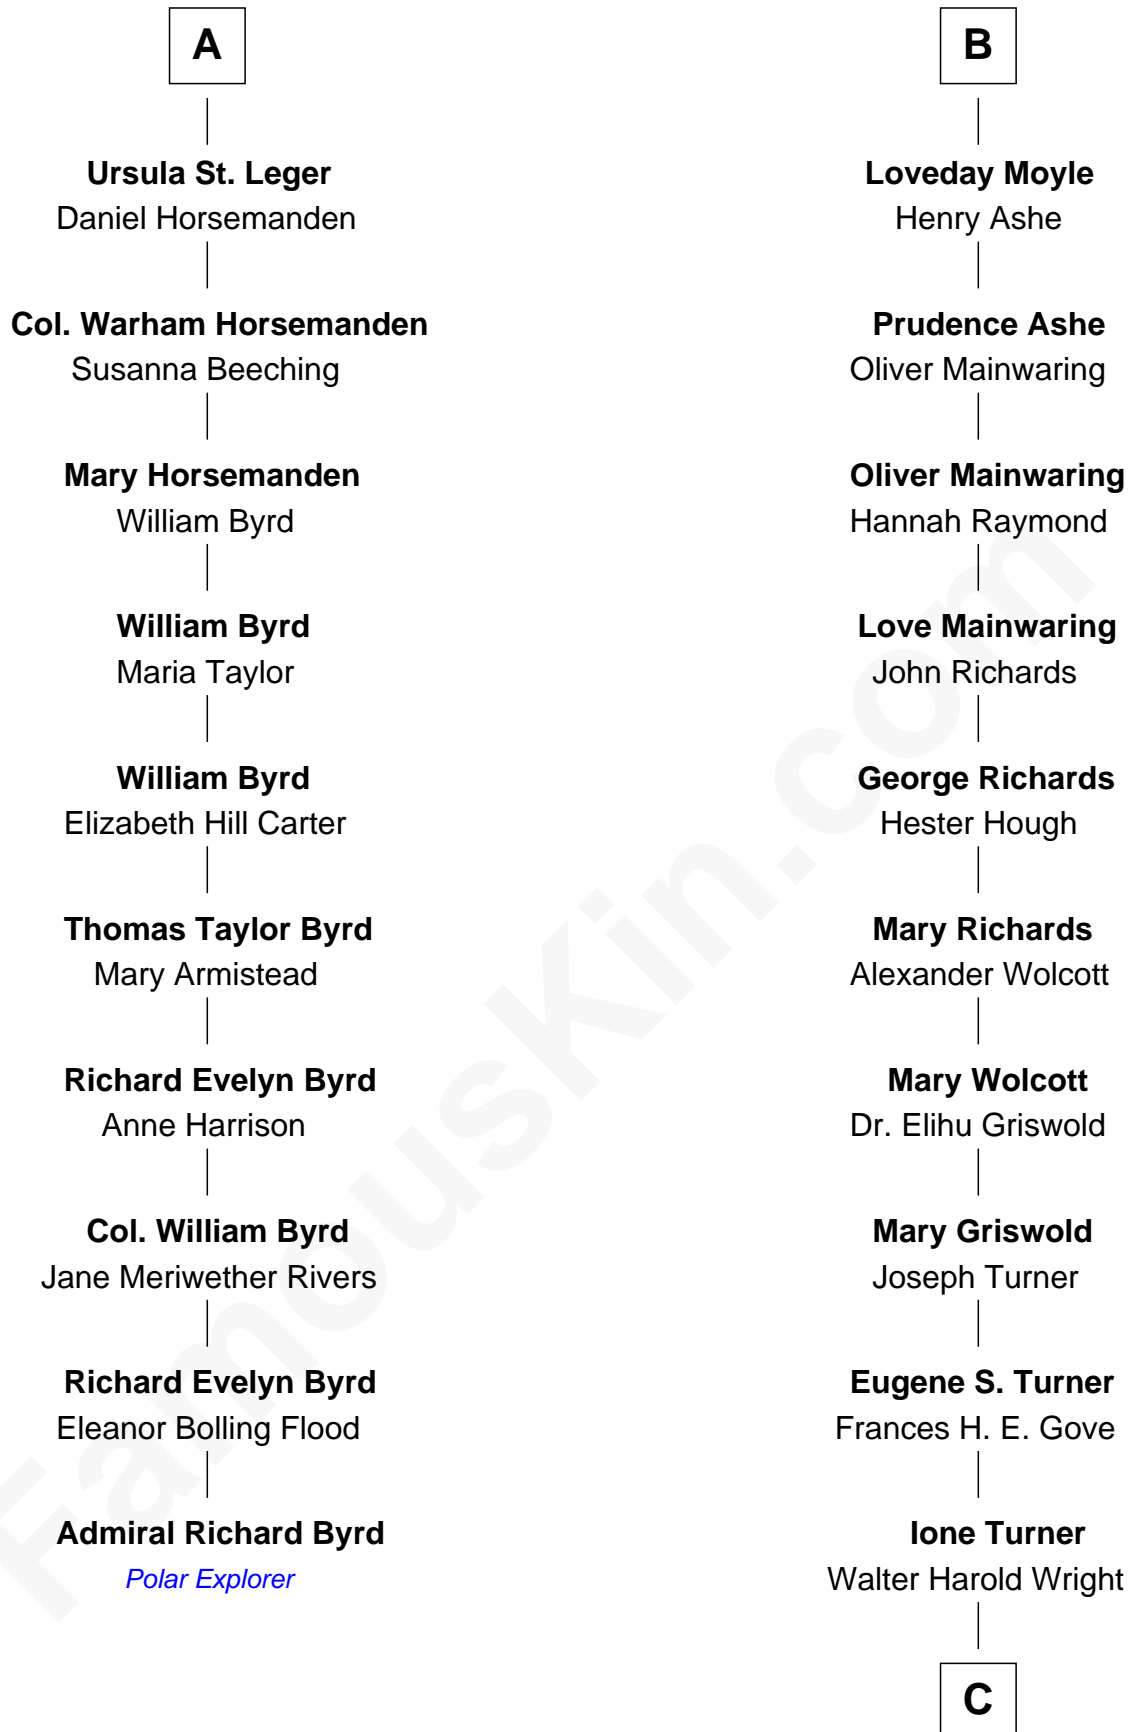 A
Ursula St. Leger
Daniel Horsemanden
Col. Warham Horsemanden
Susanna Beeching
Mary Horsemanden
William Byrd
William Byrd
Maria Taylor
William Byrd
Elizabeth Hill Carter
Thomas Taylor Byrd
Mary Armistead
Richard Evelyn Byrd
Anne Harrison
Col. William Byrd
Jane Meriwether Rivers
Richard Evelyn Byrd
Eleanor Bolling Flood
Admiral Richard Byrd
Polar Explorer
B
Loveday Moyle
Henry Ashe
Prudence Ashe
Oliver Mainwaring
Oliver Mainwaring
Hannah Raymond
Love Mainwaring
John Richards
George Richards
Hester Hough
Mary Richards
Alexander Wolcott
Mary Wolcott
Dr. Elihu Griswold
Mary Griswold
Joseph Turner
Eugene S. Turner
Frances H. E. Gove
Ione Turner
Walter Harold Wright
C
FamousKin.com